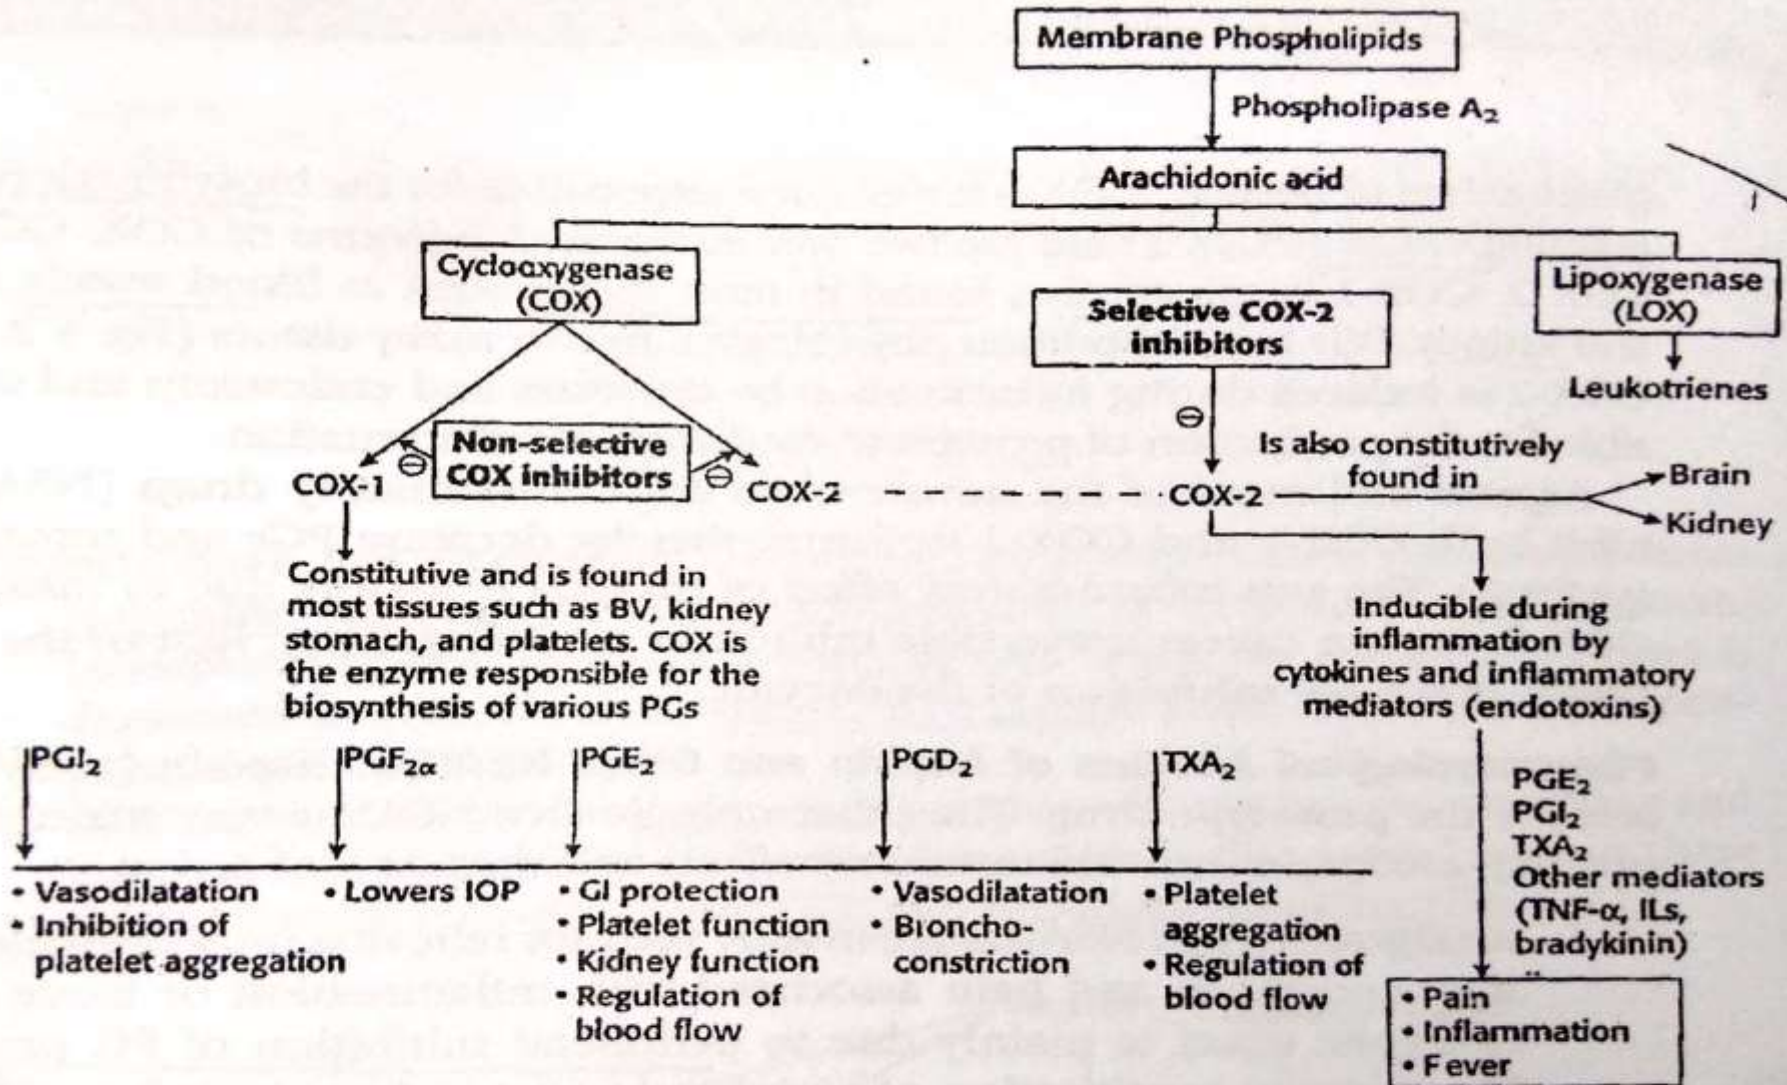 Membrane Phospholipids
Phospholipase A₂
Arachidonic acid
Cyclooxygenase
(COX)
Selective COX-2
inhibitors
Lipoxygenase
(LOX)
Leukotrienes
Non-selective
COX inhibitors
⊖
⊖
⊖
COX-1
COX-2
COX-2
Is also constitutively
found in
Brain
Kidney
Constitutive and is found in
most tissues such as BV, kidney
stomach, and platelets. COX is
the enzyme responsible for the
biosynthesis of various PGs
Inducible during
inflammation by
cytokines and inflammatory
mediators (endotoxins)
PGI₂
PGF₂α
PGE₂
PGD₂
TXA₂
• Vasodilatation
• Inhibition of
platelet aggregation
• Lowers IOP
• GI protection
• Platelet function
• Kidney function
• Regulation of
blood flow
• Vasodilatation
• Broncho-
constriction
• Platelet
aggregation
• Regulation of
blood flow
PGE₂
PGI₂
TXA₂
Other mediators
(TNF-α, ILs,
bradykinin)
• Pain
• Inflammation
• Fever